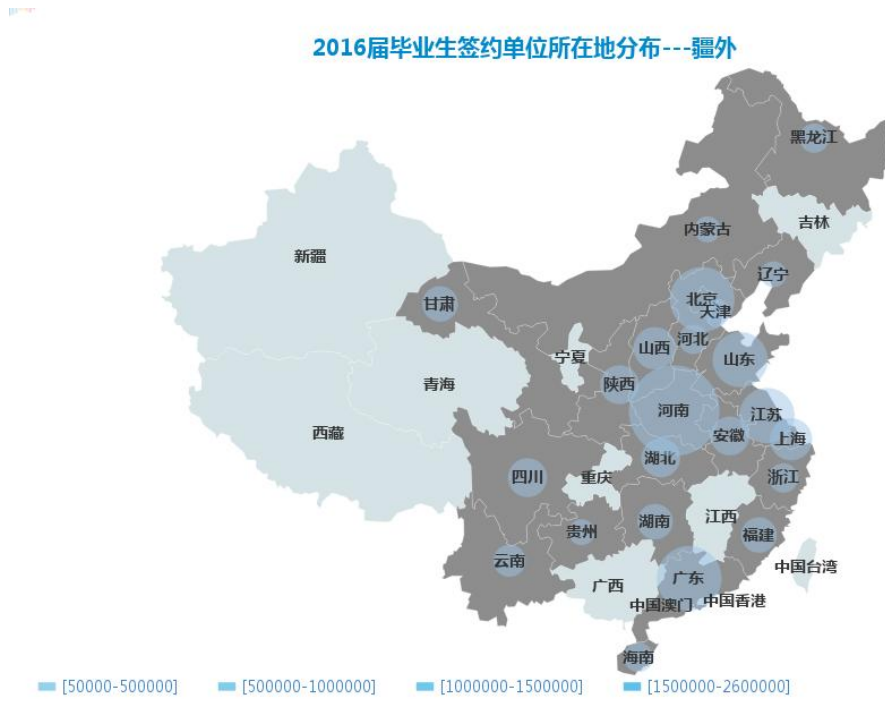 2016届毕业生签约单位所在地分布---疆外
黑龙江
吉林
内蒙古
新疆
辽宁
甘肃
北京
天津
河北
山西
宁夏
山东
青海
陕西
河南
江苏
西藏
安徽
上海
湖北
重庆
四川
浙江
江西
湖南
贵州
福建
云南
中国台湾
广西
广东
中国澳门
中国香港
海南
[50000-500000]
[500000-1000000]
[1000000-1500000]
[1500000-2600000]